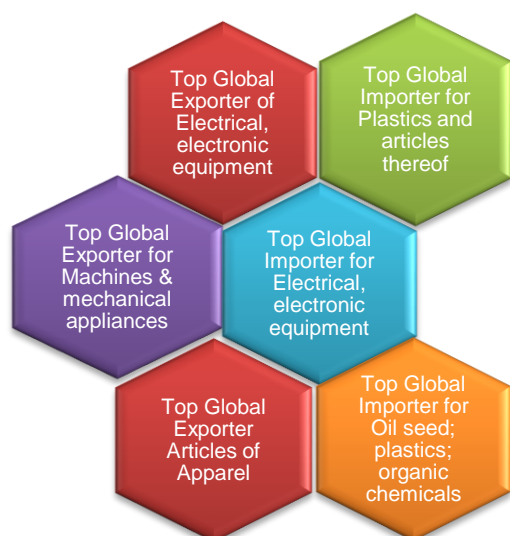 Top Global
Exporter of
Electrical,
electronic
equipment
Top Global
Importer for
Plastics and
articles
thereof
Top Global
Exporter for
Machines &
mechanical
appliances
Top Global
Importer for
Electrical,
electronic
equipment
Top Global
Exporter
Articles of
Apparel
Top Global
Importer for
Oil seed;
plastics;
organic
chemicals